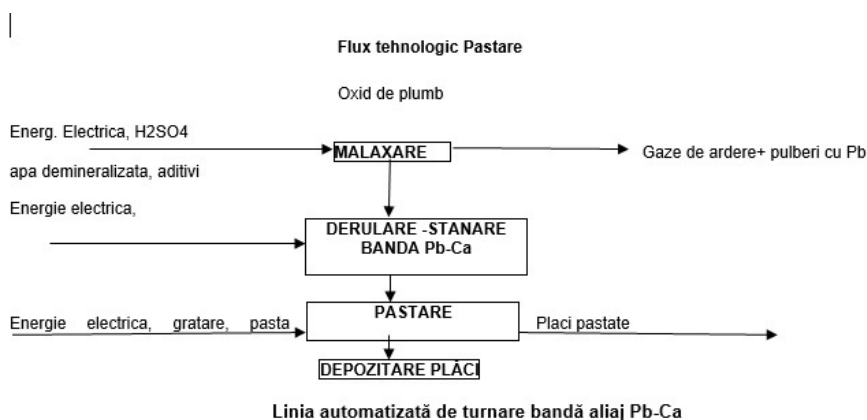 Flux tehnologic Pastare
Oxid de plumb
Energ. Electrica, H2SO4
MALAXARE
Gaze de ardere+ pulberi cu Pb
apa demineralizata, aditivi
Energie electrica,
DERULARE -STANARE
BANDA Pb-Ca
PASTARE
Energie electrica, gratare, pasta
Placi pastate
DEPOZITARE PLĂCI
Linia automatizată de turnare bandă aliaj Pb-Ca